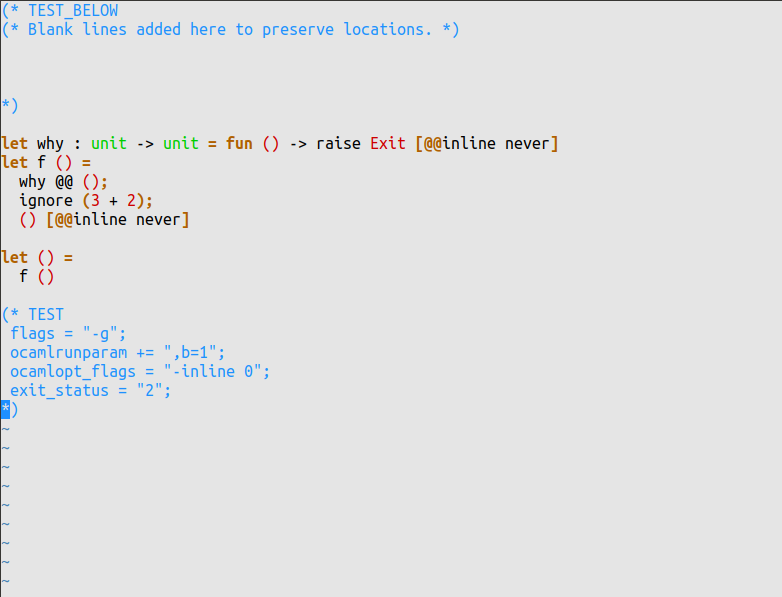 (* TEST_BELOW
(* Blank lines added here to preserve locations. *)
*)
let why : unit -> unit = fun () -> raise Exit [@@inline never]
let f () =
  why @@ ();
  ignore (3 + 2);
  () [@@inline never]
let () =
  f ()
(* TEST
 flags = "-g";
 ocamlrunparam += ",b=1";
 ocamlopt_flags = "-inline 0";
 exit_status = "2";
*)
~
~
~
~
~
~
~
~
~